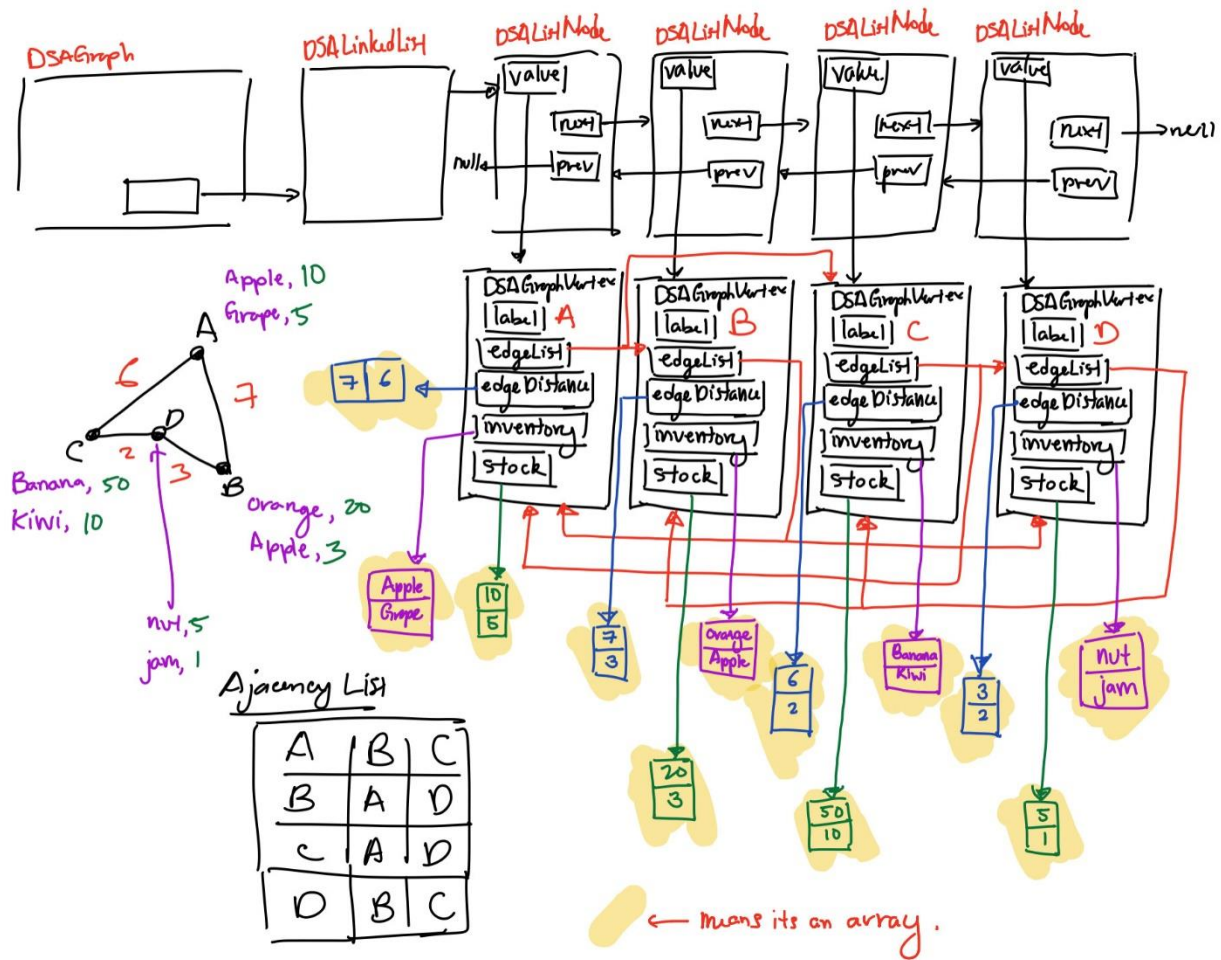 DSAGraph
DSALinkedList
DSAListNode
DSAListNode
DSAListNode
DSAListNode
value
value
value
value
next
next
next
next
null
null
prev
prev
prev
prev
Apple, 10
Grape, 5
A
6
7
C
D
2
3
B
Banana, 50
Kiwi, 10
Orange, 20
Apple, 3
nut, 5
jam, 1
DSAGraphVertex
label A
edgeList
edgeDistance
inventory
stock
DSAGraphVertex
label B
edgeList
edgeDistance
inventory
stock
DSAGraphVertex
label C
edgeList
edgeDistance
inventory
stock
DSAGraphVertex
label D
edgeList
edgeDistance
inventory
stock
7 6
Apple
Grape
10
5
7
3
Orange
Apple
20
3
6
2
Banana
Kiwi
50
10
3
2
nut
jam
5
1
Ajacency List
A B C
B A D
C A D
D B C
← means its an array.